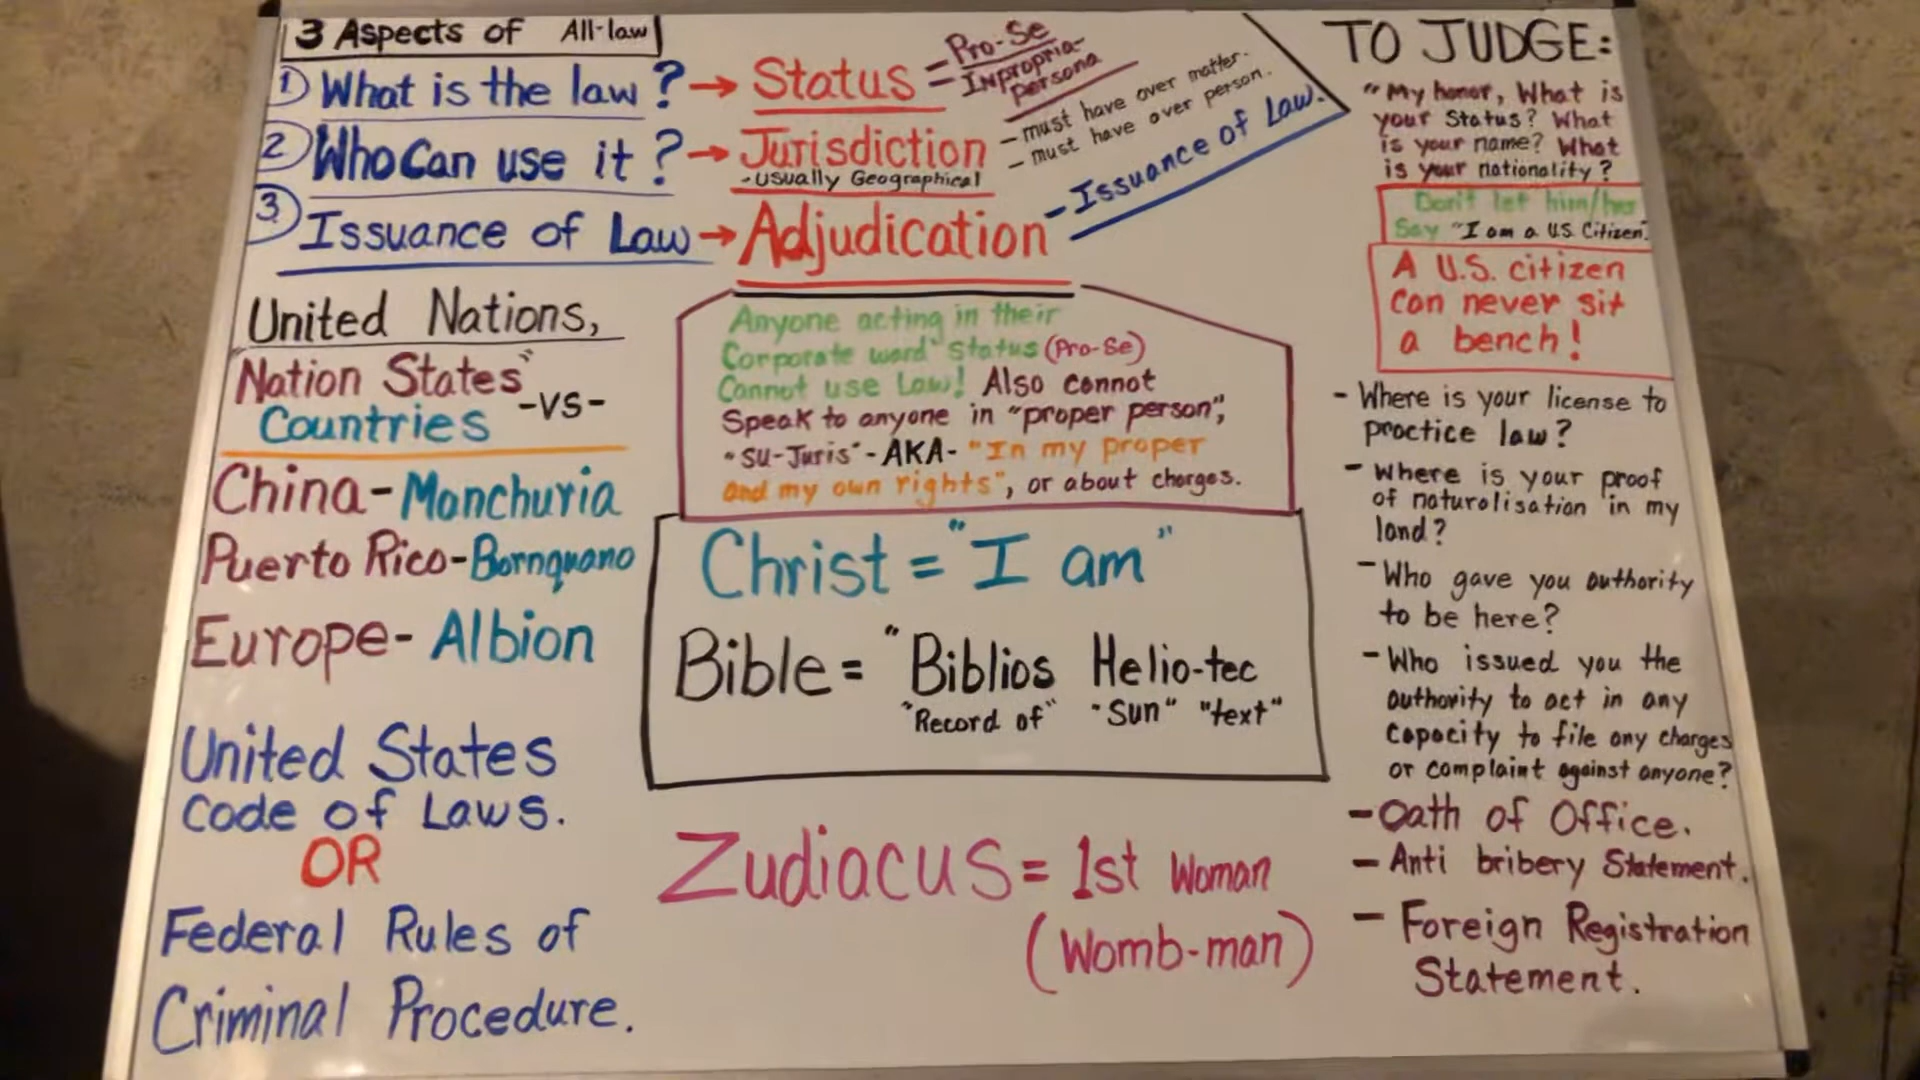 3 Aspects of All-law
1) What is the law? → Status = Pro-Se
= Inpropria-
persona
2) Who Can use it? → Jurisdiction
- usually Geographical
- must have over matter.
- must have over person.
3) Issuance of Law → Adjudication - Issuance of Law.
United Nations,
"Nation States"
-VS-
Countries
China - Manchuria
Puerto Rico - Bornquano
Europe - Albion
United States
Code of Laws.
OR
Federal Rules of
Criminal Procedure.
Anyone acting in their
Corporate word" status (Pro-Se)
Cannot use Law! Also cannot
Speak to anyone in "proper person",
"su-Juris" - AKA - "In my proper
and my own rights", or about charges.
Christ = "I am"
Bible = "Biblios Helio-tec
"Record of" "Sun" "text"
Zudiacus = 1st Woman
(Womb-man)
TO JUDGE:
"My honor, What is
your Status? What
is your name? What
is your nationality?
Don't let him/her
Say "I am a U.S. Citizen".
A U.S. citizen
can never sit
a bench!
- Where is your license to
practice law?
- Where is your proof
of naturalisation in my
land?
- Who gave you authority
to be here?
- Who issued you the
authority to act in any
capacity to file any charges
or complaint against anyone?
- Oath of Office.
- Anti bribery Statement.
- Foreign Registration
Statement.